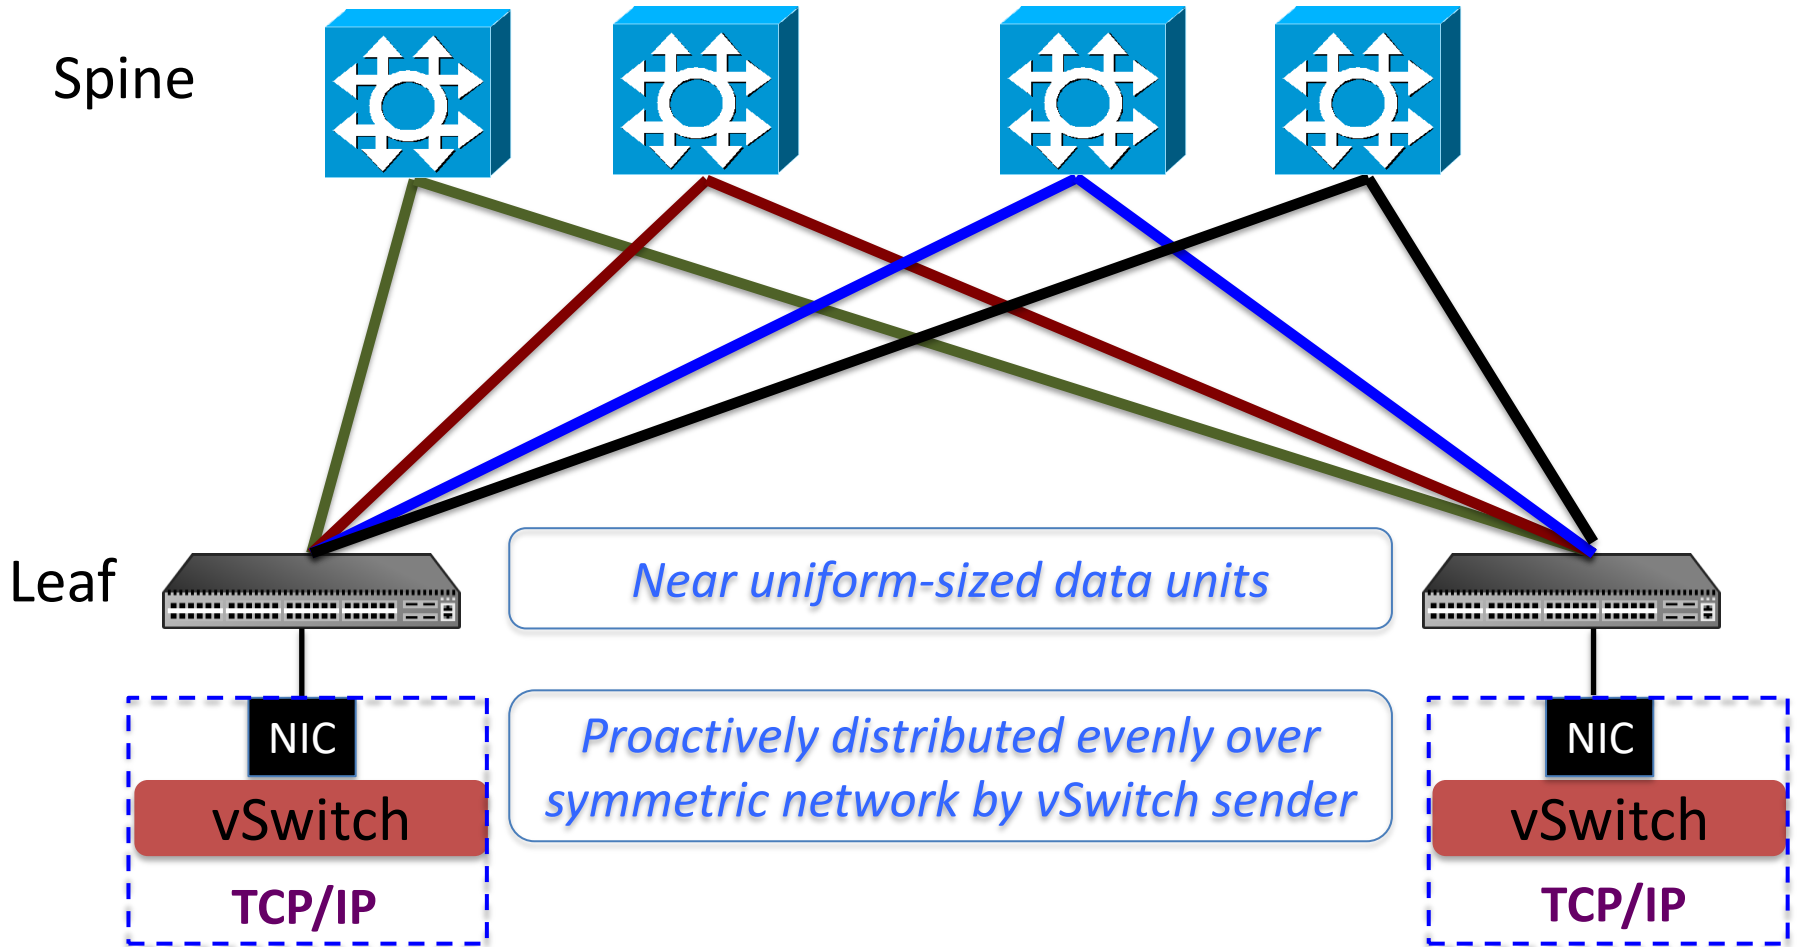 Spine
Leaf
Near uniform-sized data units
NIC
NIC
Proactively distributed evenly over
symmetric network by vSwitch sender
vSwitch
vSwitch
TCP/IP
TCP/IP